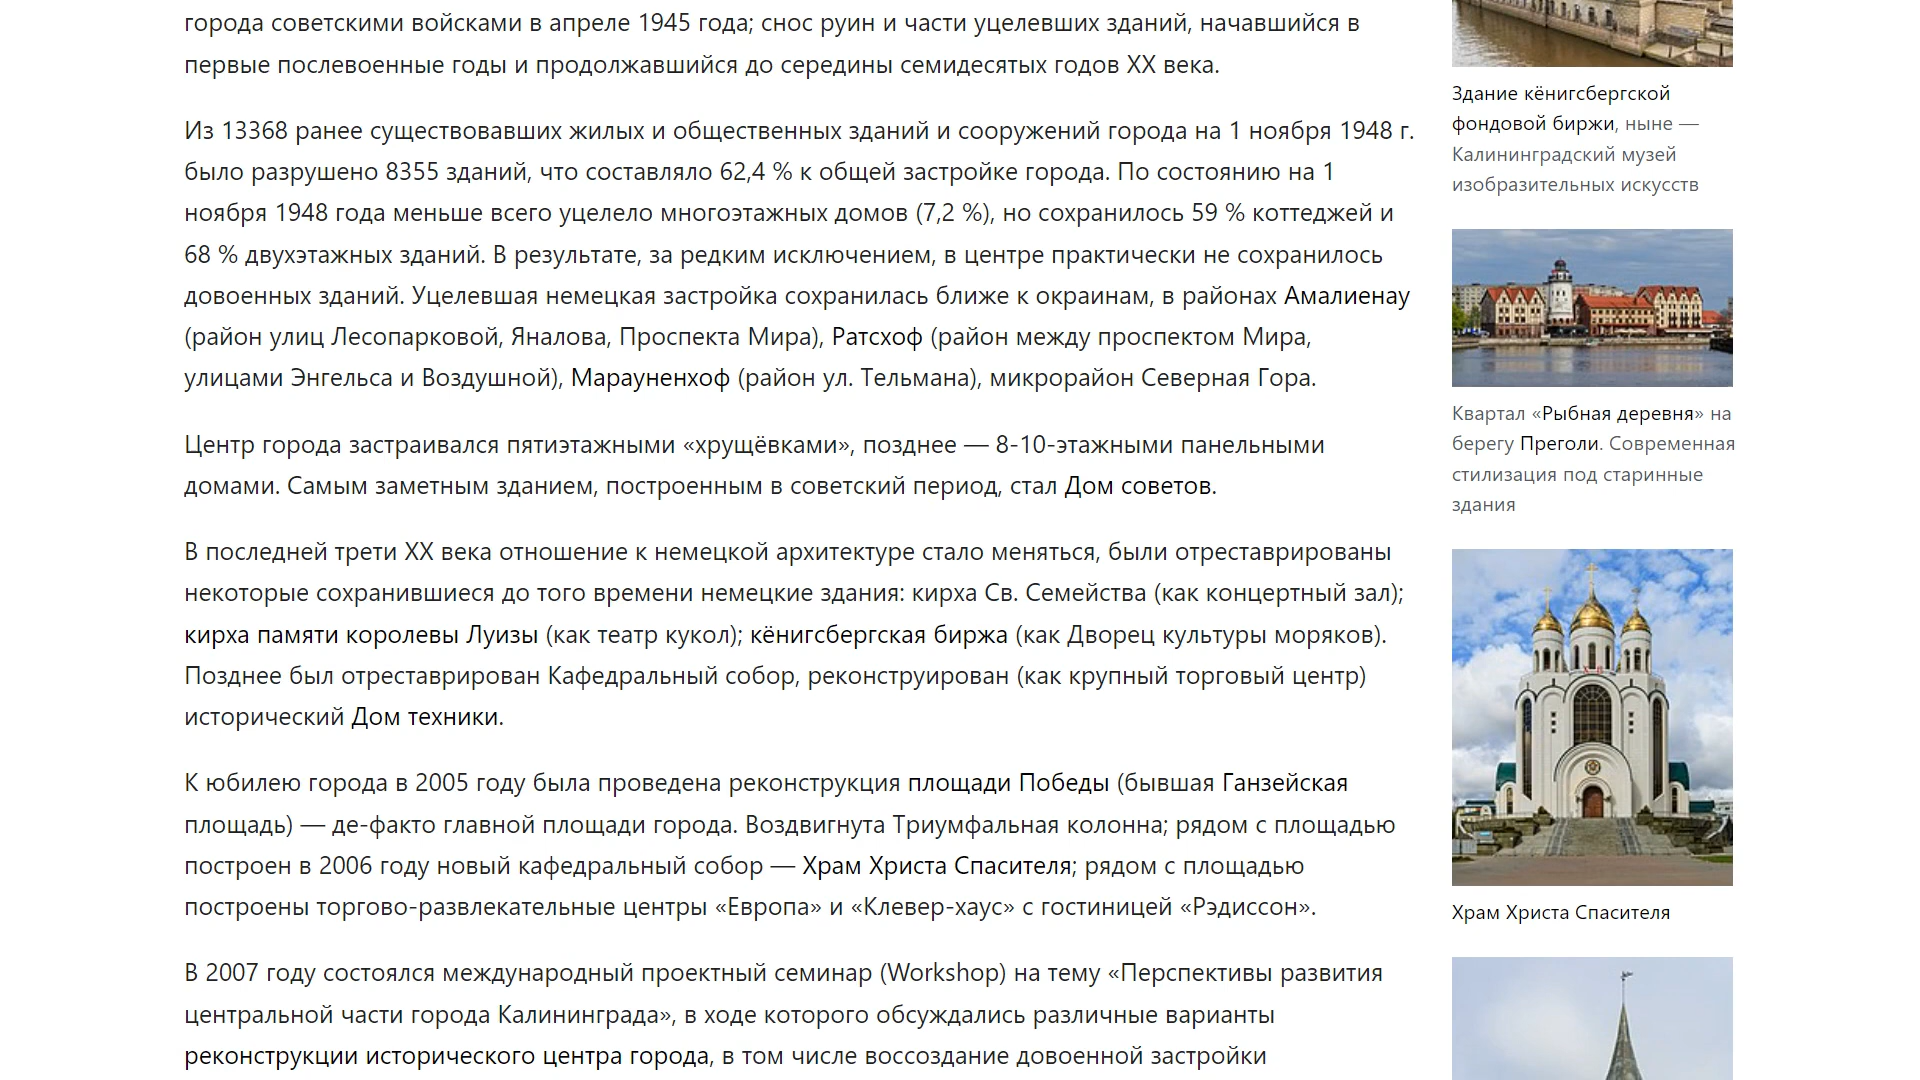 города советскими войсками в апреле 1945 года; снос руин и части уцелевших зданий, начавшийся в
первые послевоенные годы и продолжавшийся до середины семидесятых годов XX века.
Из 13368 ранее существовавших жилых и общественных зданий и сооружений города на 1 ноября 1948 г.
было разрушено 8355 зданий, что составляло 62,4 % к общей застройке города. По состоянию на 1
ноября 1948 года меньше всего уцелело многоэтажных домов (7,2 %), но сохранилось 59 % коттеджей и
68 % двухэтажных зданий. В результате, за редким исключением, в центре практически не сохранилось
довоенных зданий. Уцелевшая немецкая застройка сохранилась ближе к окраинам, в районах Амалиенау
(район улиц Лесопарковой, Яналова, Проспекта Мира), Ратсхоф (район между проспектом Мира,
улицами Энгельса и Воздушной), Марауненхоф (район ул. Тельмана), микрорайон Северная Гора.
Центр города застраивался пятиэтажными «хрущёвками», позднее — 8-10-этажными панельными
домами. Самым заметным зданием, построенным в советский период, стал Дом советов.
В последней трети XX века отношение к немецкой архитектуре стало меняться, были отреставрированы
некоторые сохранившиеся до того времени немецкие здания: кирха Св. Семейства (как концертный зал);
кирха памяти королевы Луизы (как театр кукол); кёнигсбергская биржа (как Дворец культуры моряков).
Позднее был отреставрирован Кафедральный собор, реконструирован (как крупный торговый центр)
исторический Дом техники.
К юбилею города в 2005 году была проведена реконструкция площади Победы (бывшая Ганзейская
площадь) — де-факто главной площади города. Воздвигнута Триумфальная колонна; рядом с площадью
построен в 2006 году новый кафедральный собор — Храм Христа Спасителя; рядом с площадью
построены торгово-развлекательные центры «Европа» и «Клевер-хаус» с гостиницей «Рэдиссон».
В 2007 году состоялся международный проектный семинар (Workshop) на тему «Перспективы развития
центральной части города Калининграда», в ходе которого обсуждались различные варианты
реконструкции исторического центра города, в том числе воссоздание довоенной застройки
Здание кёнигсбергской
фондовой биржи, ныне —
Калининградский музей
изобразительных искусств
Квартал «Рыбная деревня» на
берегу Преголи. Современная
стилизация под старинные
здания
Храм Христа Спасителя